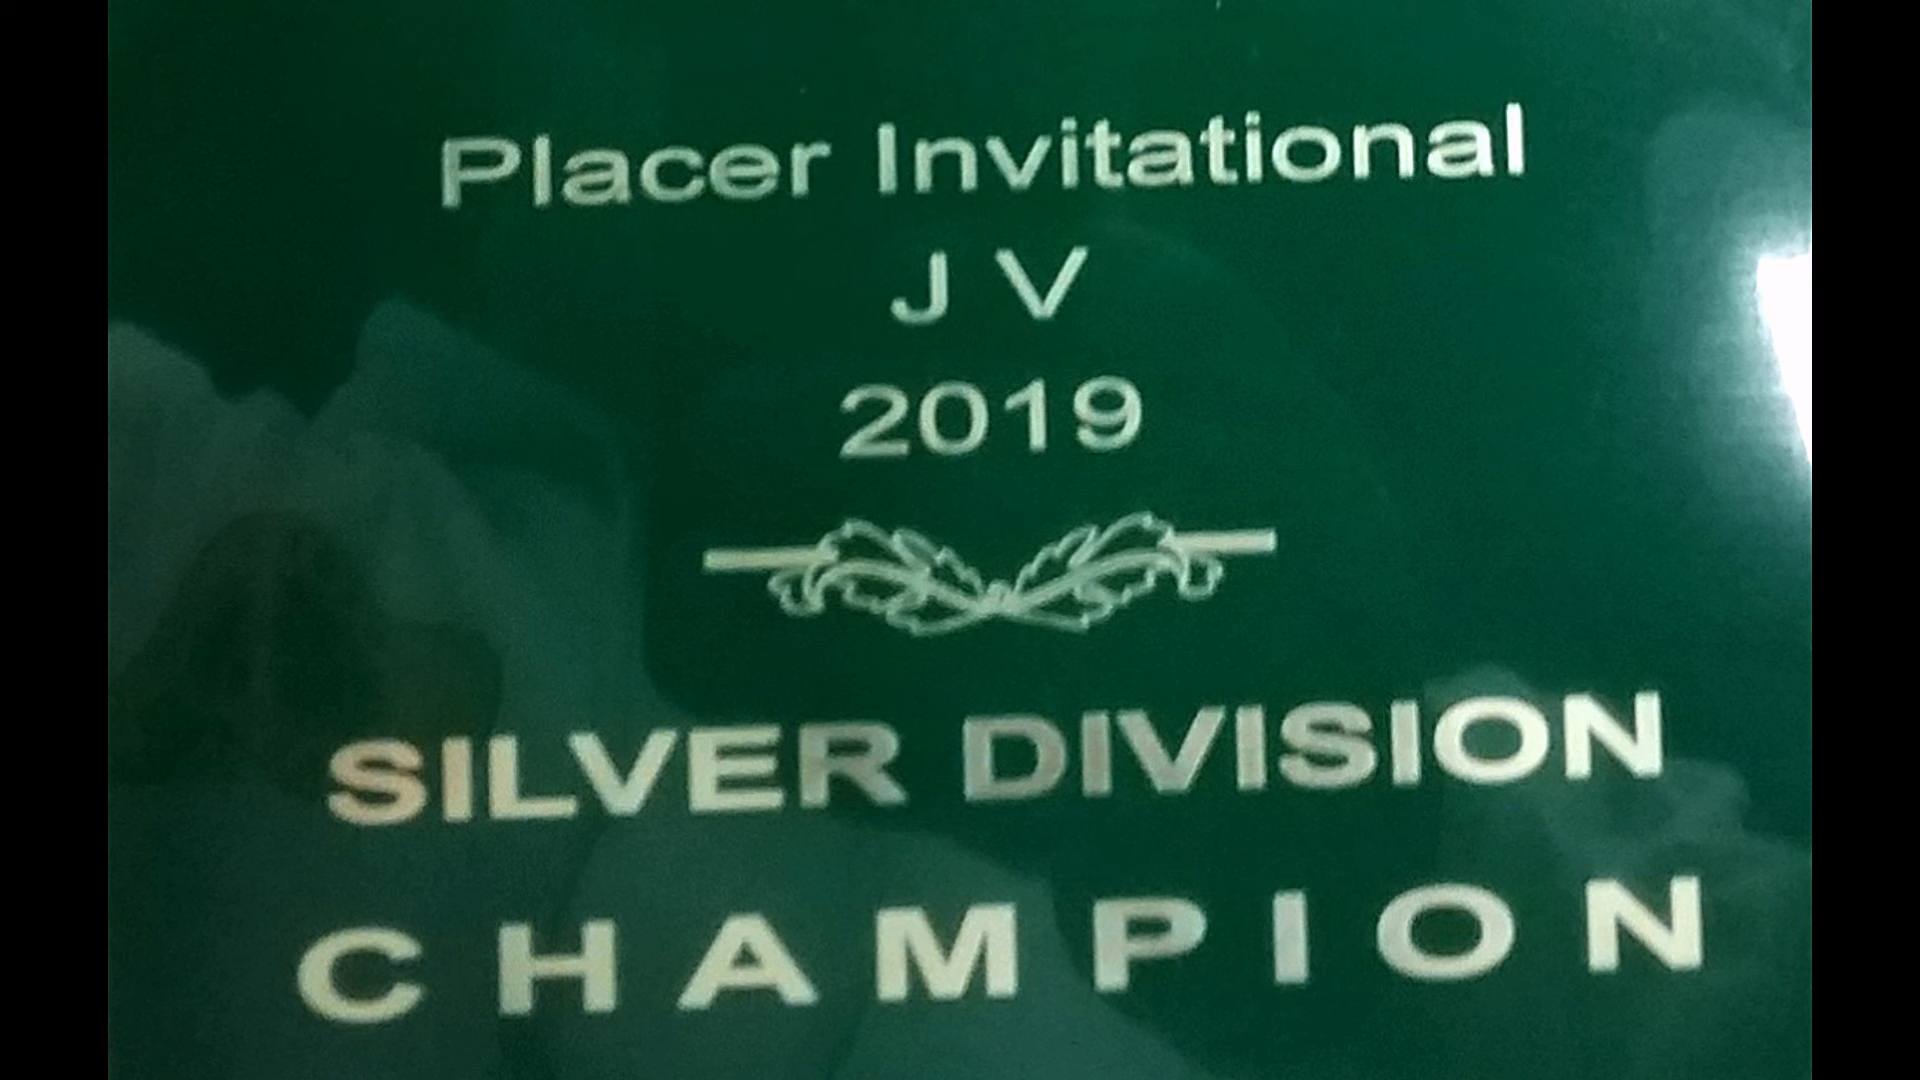 Placer Invitational
J V
2019
SILVER DIVISION
CHAMPION